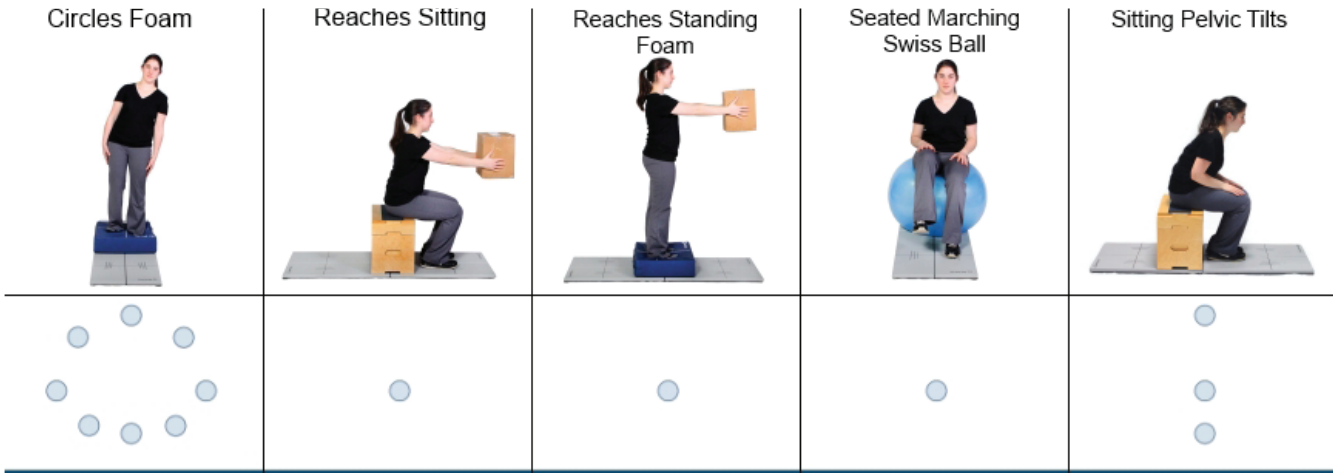 Circles Foam
Reaches Sitting
Reaches Standing
Foam
Seated Marching
Swiss Ball
Sitting Pelvic Tilts